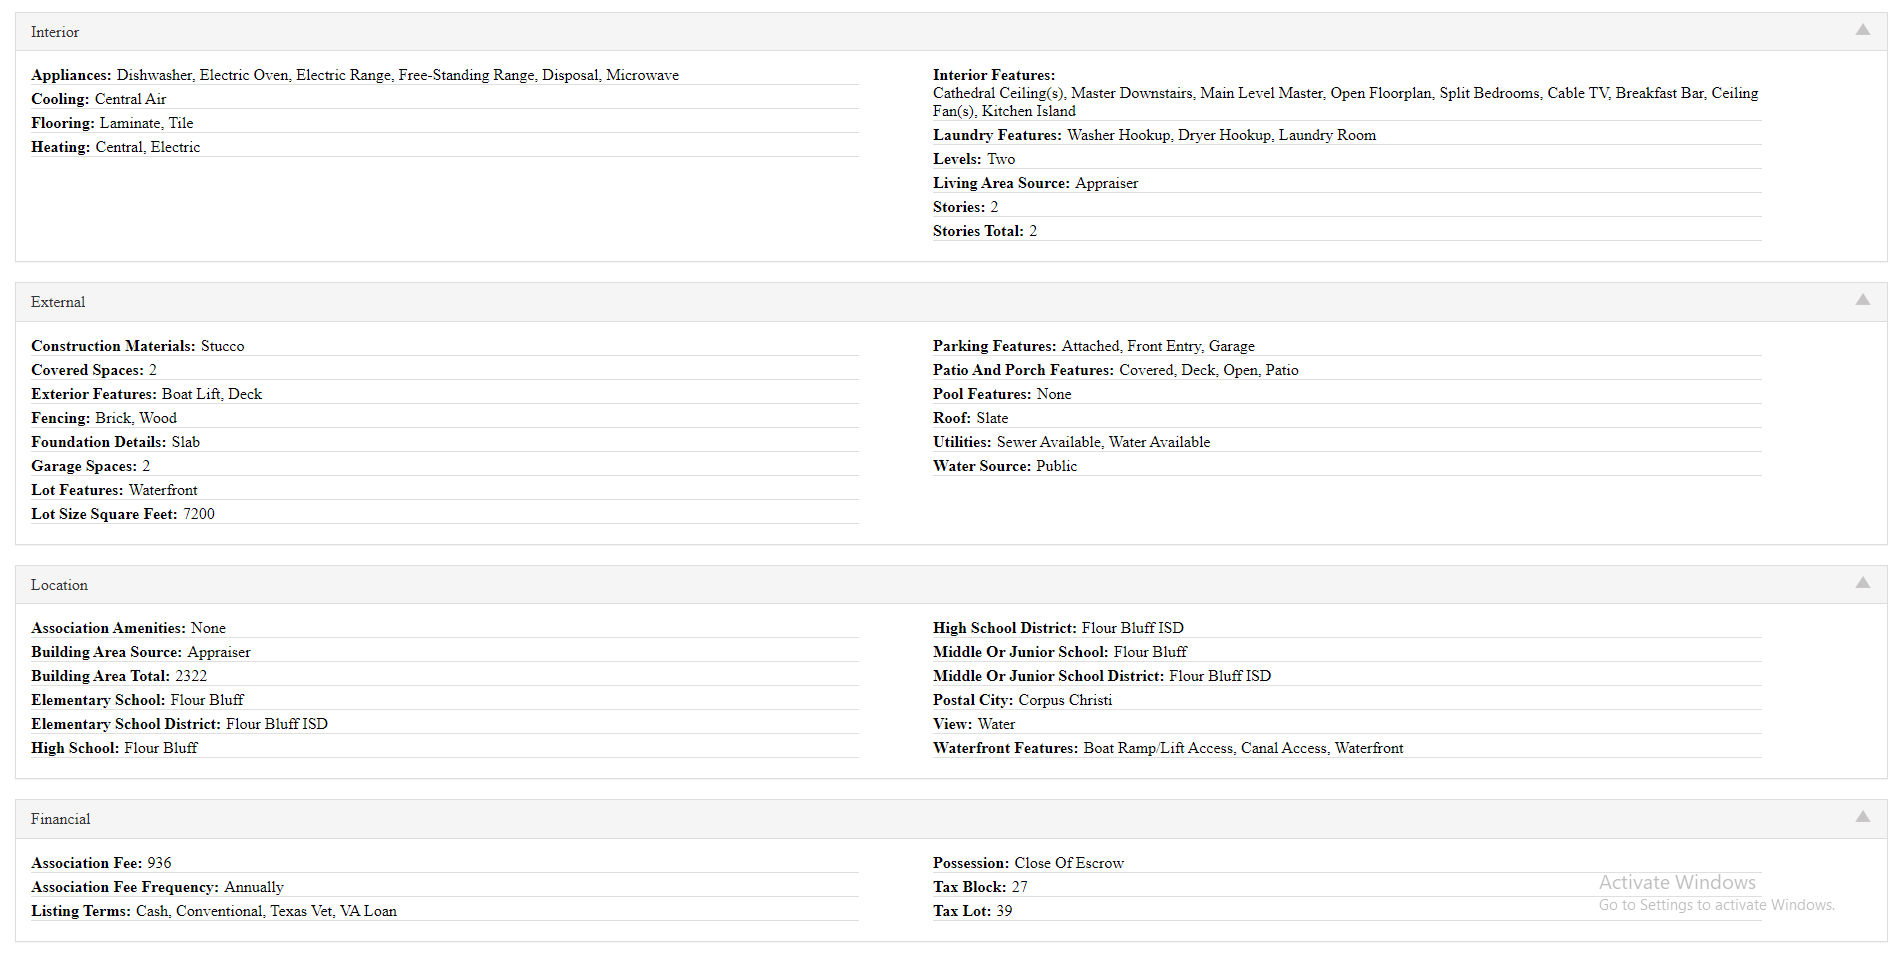 Interior
Appliances: Dishwasher, Electric Oven, Electric Range, Free-Standing Range, Disposal, Microwave
Cooling: Central Air
Flooring: Laminate, Tile
Heating: Central, Electric
Interior Features:
Cathedral Ceiling(s), Master Downstairs, Main Level Master, Open Floorplan, Split Bedrooms, Cable TV, Breakfast Bar, Ceiling
Fan(s), Kitchen Island
Laundry Features: Washer Hookup, Dryer Hookup, Laundry Room
Levels: Two
Living Area Source: Appraiser
Stories: 2
Stories Total: 2
External
Construction Materials: Stucco
Covered Spaces: 2
Exterior Features: Boat Lift, Deck
Fencing: Brick, Wood
Foundation Details: Slab
Garage Spaces: 2
Lot Features: Waterfront
Lot Size Square Feet: 7200
Parking Features: Attached, Front Entry, Garage
Patio And Porch Features: Covered, Deck, Open, Patio
Pool Features: None
Roof: Slate
Utilities: Sewer Available, Water Available
Water Source: Public
Location
Association Amenities: None
Building Area Source: Appraiser
Building Area Total: 2322
Elementary School: Flour Bluff
Elementary School District: Flour Bluff ISD
High School: Flour Bluff
High School District: Flour Bluff ISD
Middle Or Junior School: Flour Bluff
Middle Or Junior School District: Flour Bluff ISD
Postal City: Corpus Christi
View: Water
Waterfront Features: Boat Ramp/Lift Access, Canal Access, Waterfront
Financial
Association Fee: 936
Association Fee Frequency: Annually
Listing Terms: Cash, Conventional, Texas Vet, VA Loan
Possession: Close Of Escrow
Tax Block: 27
Tax Lot: 39
Activate Windows
Go to Settings to activate Windows.